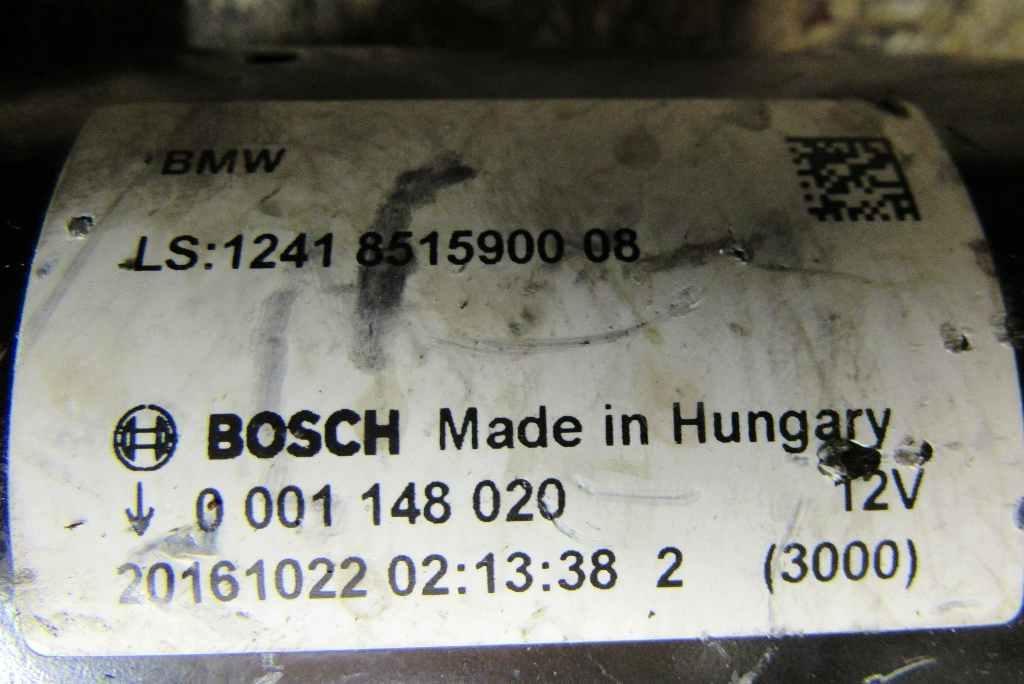 BMW
LS:1241 8515900 08
BOSCH Made in Hungary
0 001 148 020 12V
20161022 02:13:38 2 (3000)